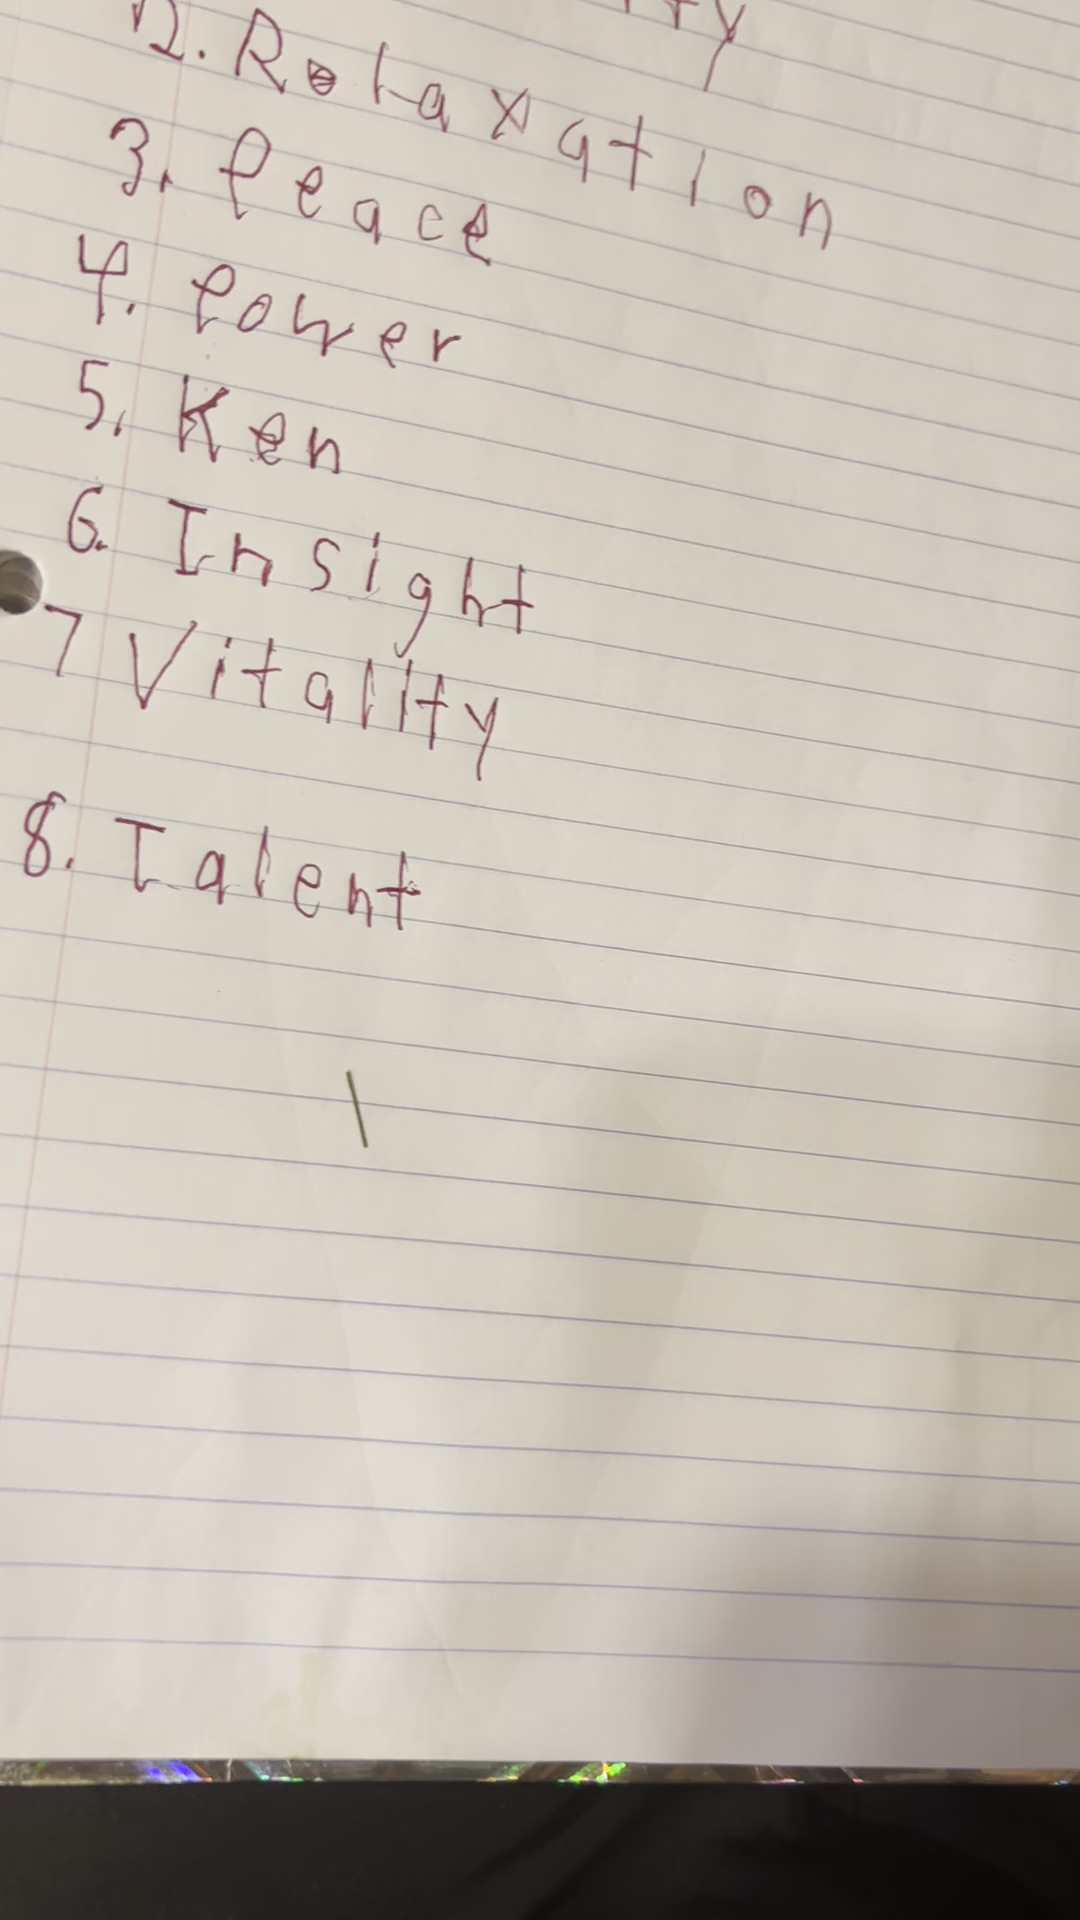 2. Relaxation
3. Peace
4. Power
5. Ken
6. Insight
7 Vitality
8. Talent